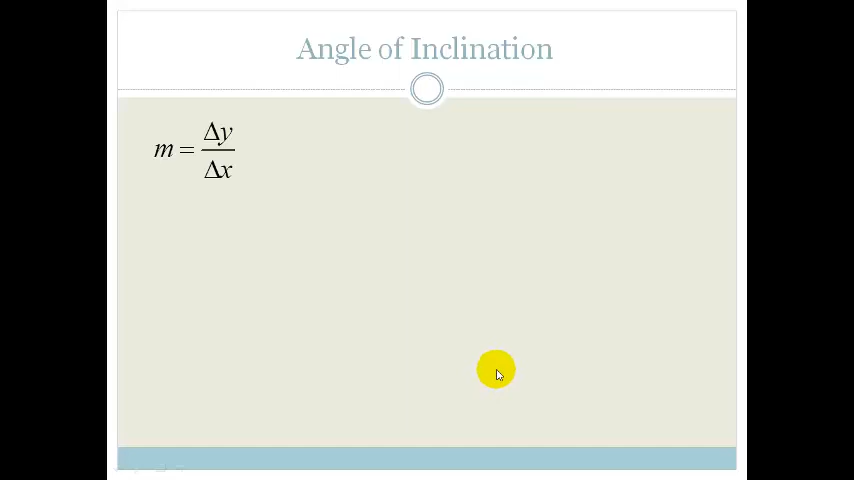 Angle of Inclination
m = Δy/Δx